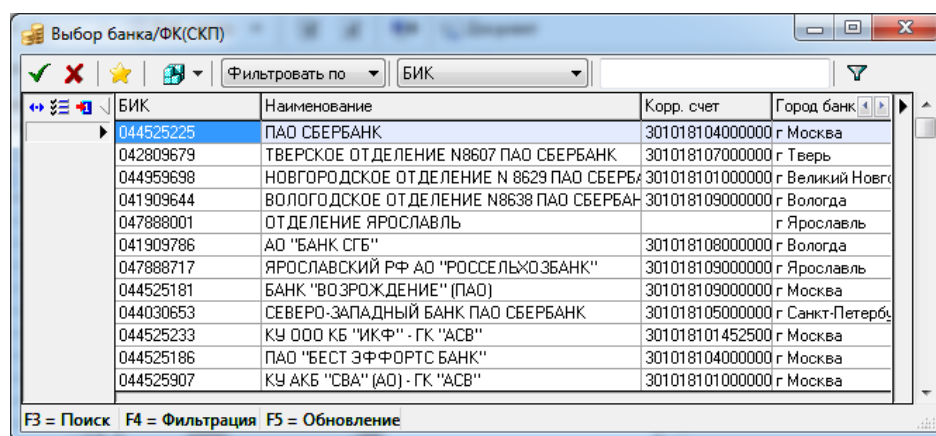 Выбор банка/ФК(СКП)
Фильтровать по БИК
БИК Наименование Корр. счет Город банк
044525225 ПАО СБЕРБАНК 301018104000000 г Москва
042809679 ТВЕРСКОЕ ОТДЕЛЕНИЕ N8607 ПАО СБЕРБАНК 301018107000000 г Тверь
044959698 НОВГОРОДСКОЕ ОТДЕЛЕНИЕ N 8629 ПАО СБЕРБА 301018101000000 г Великий Новго
041909644 ВОЛОГОДСКОЕ ОТДЕЛЕНИЕ N8638 ПАО СБЕРБАН 301018109000000 г Вологда
047888001 ОТДЕЛЕНИЕ ЯРОСЛАВЛЬ г Ярославль
041909786 АО "БАНК СГБ" 301018108000000 г Вологда
047888717 ЯРОСЛАВСКИЙ РФ АО "РОССЕЛЬХОЗБАНК" 301018109000000 г Ярославль
044525181 БАНК "ВОЗРОЖДЕНИЕ" (ПАО) 301018109000000 г Москва
044030653 СЕВЕРО-ЗАПАДНЫЙ БАНК ПАО СБЕРБАНК 301018105000000 г Санкт-Петербу
044525233 КУ ООО КБ "ИКФ" - ГК "АСВ" 301018101452500 г Москва
044525186 ПАО "БЕСТ ЭФФОРТС БАНК" 301018104000000 г Москва
044525907 КУ АКБ "СВА" (АО) - ГК "АСВ" 301018101000000 г Москва
F3 = Поиск F4 = Фильтрация F5 = Обновление